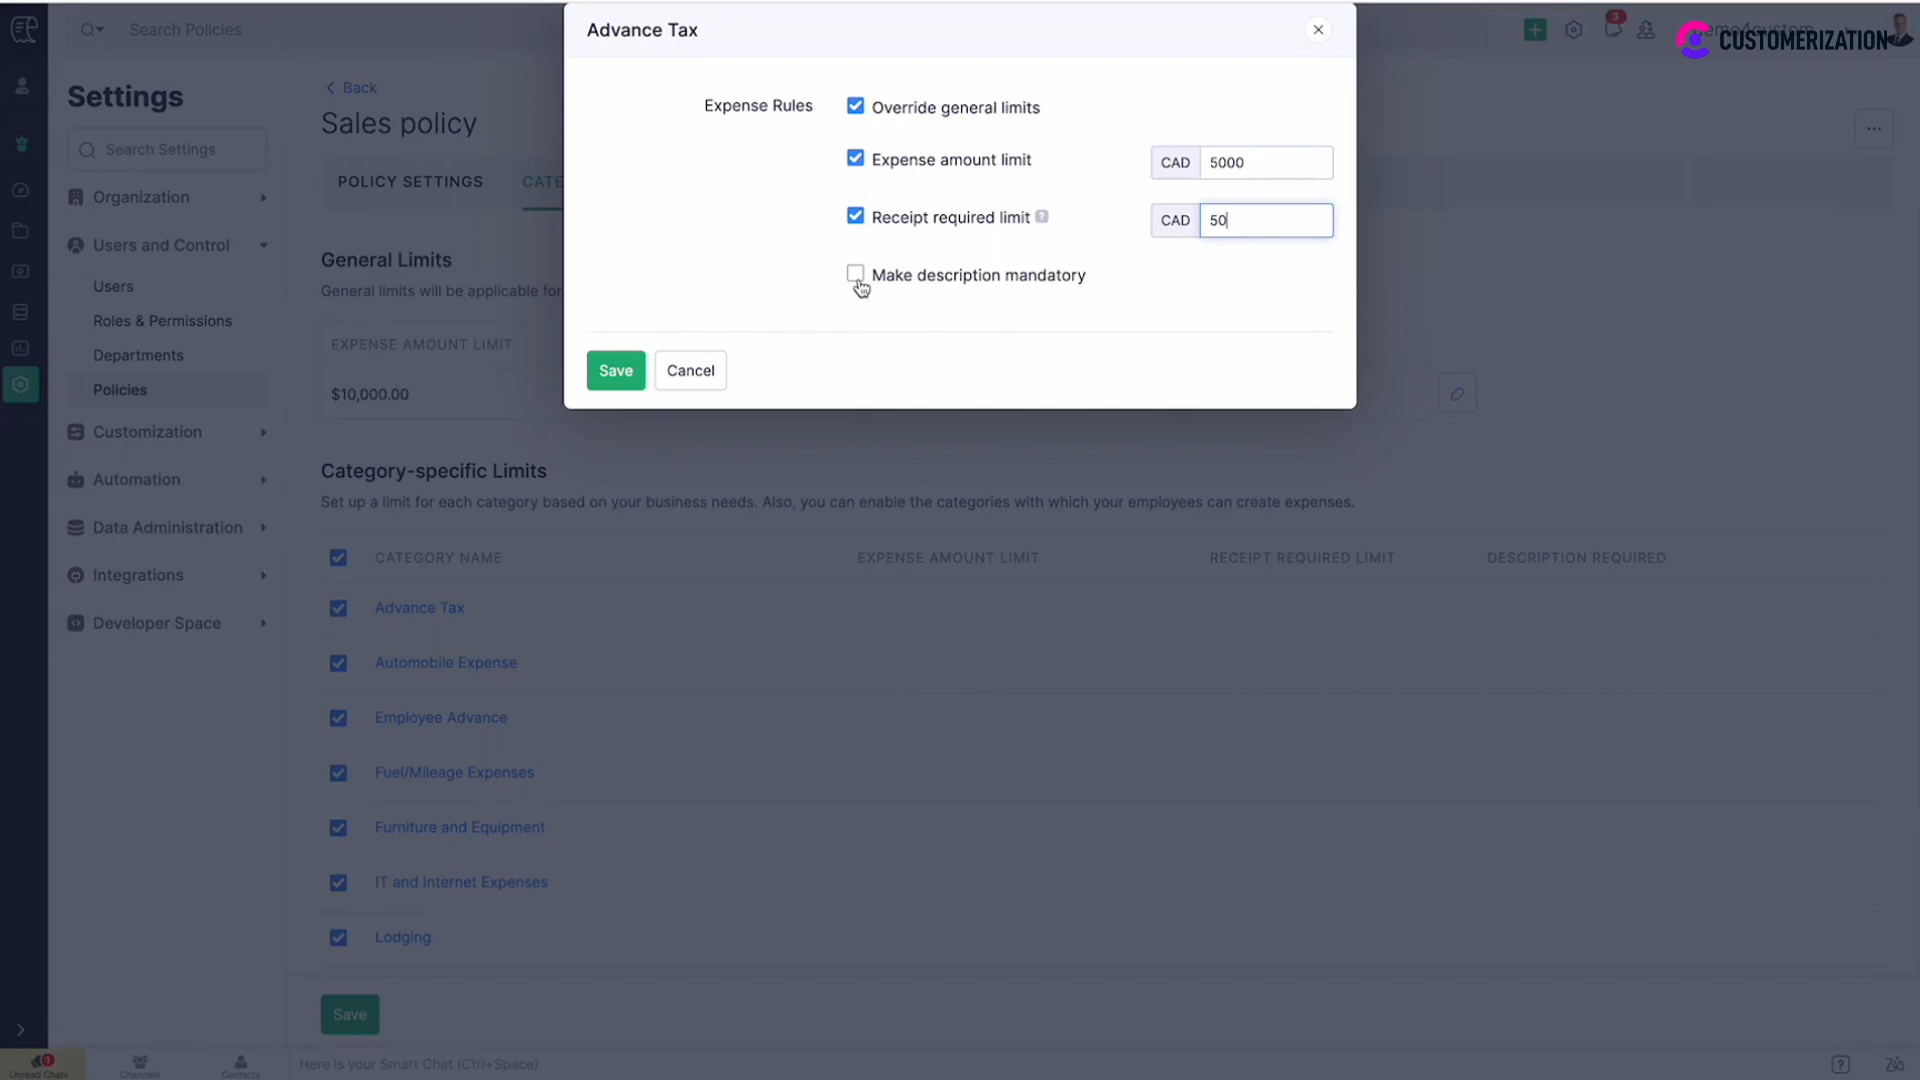 Search Policies
Advance Tax
3
CUSTOMERIZATION
Settings
Search Settings
Organization
Users and Control
Users
Roles & Permissions
Departments
Policies
Customization
Automation
Data Administration
Integrations
Developer Space
Back
Sales policy
POLICY SETTINGS
CATE
General Limits
General limits will be applicable for
EXPENSE AMOUNT LIMIT
$10,000.00
Expense Rules
Override general limits
Expense amount limit
CAD 5000
Receipt required limit ?
CAD 50
Make description mandatory
Save
Cancel
Category-specific Limits
Set up a limit for each category based on your business needs. Also, you can enable the categories with which your employees can create expenses.
CATEGORY NAME EXPENSE AMOUNT LIMIT RECEIPT REQUIRED LIMIT DESCRIPTION REQUIRED
Advance Tax
Automobile Expense
Employee Advance
Fuel/Mileage Expenses
Furniture and Equipment
IT and Internet Expenses
Lodging
Save
1
Unread Chats
Channels
Contacts
Here is your Smart Chat (Ctrl+Space)
?